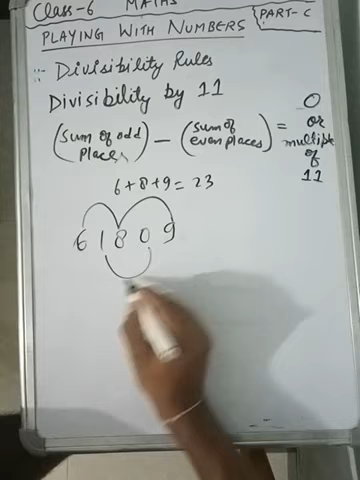 Class-6 MATHS PART-C
PLAYING WITH NUMBERS
Divisibility Rules
Divisibility by 11
(Sum of odd Places) - (Sum of even places) = 0 or multiple of 11
6+8+9=23
6 1 8 0 9